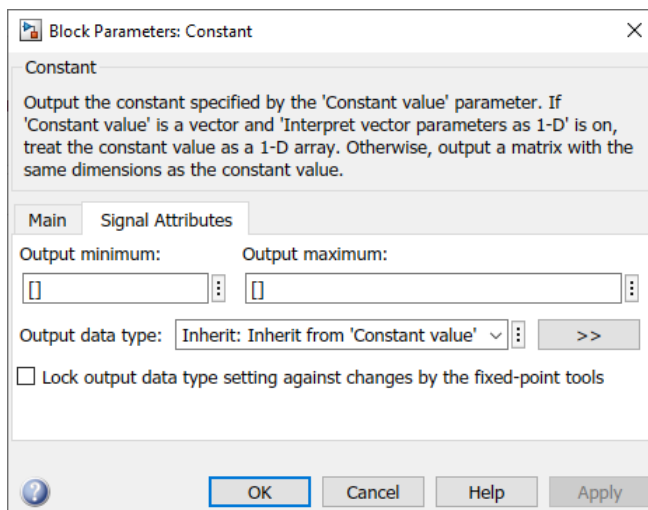 Block Parameters: Constant
Constant
Output the constant specified by the 'Constant value' parameter. If
'Constant value' is a vector and 'Interpret vector parameters as 1-D' is on,
treat the constant value as a 1-D array. Otherwise, output a matrix with the
same dimensions as the constant value.
Main Signal Attributes
Output minimum: Output maximum:
[] []
Output data type: Inherit: Inherit from 'Constant value' >>
Lock output data type setting against changes by the fixed-point tools
? OK Cancel Help Apply